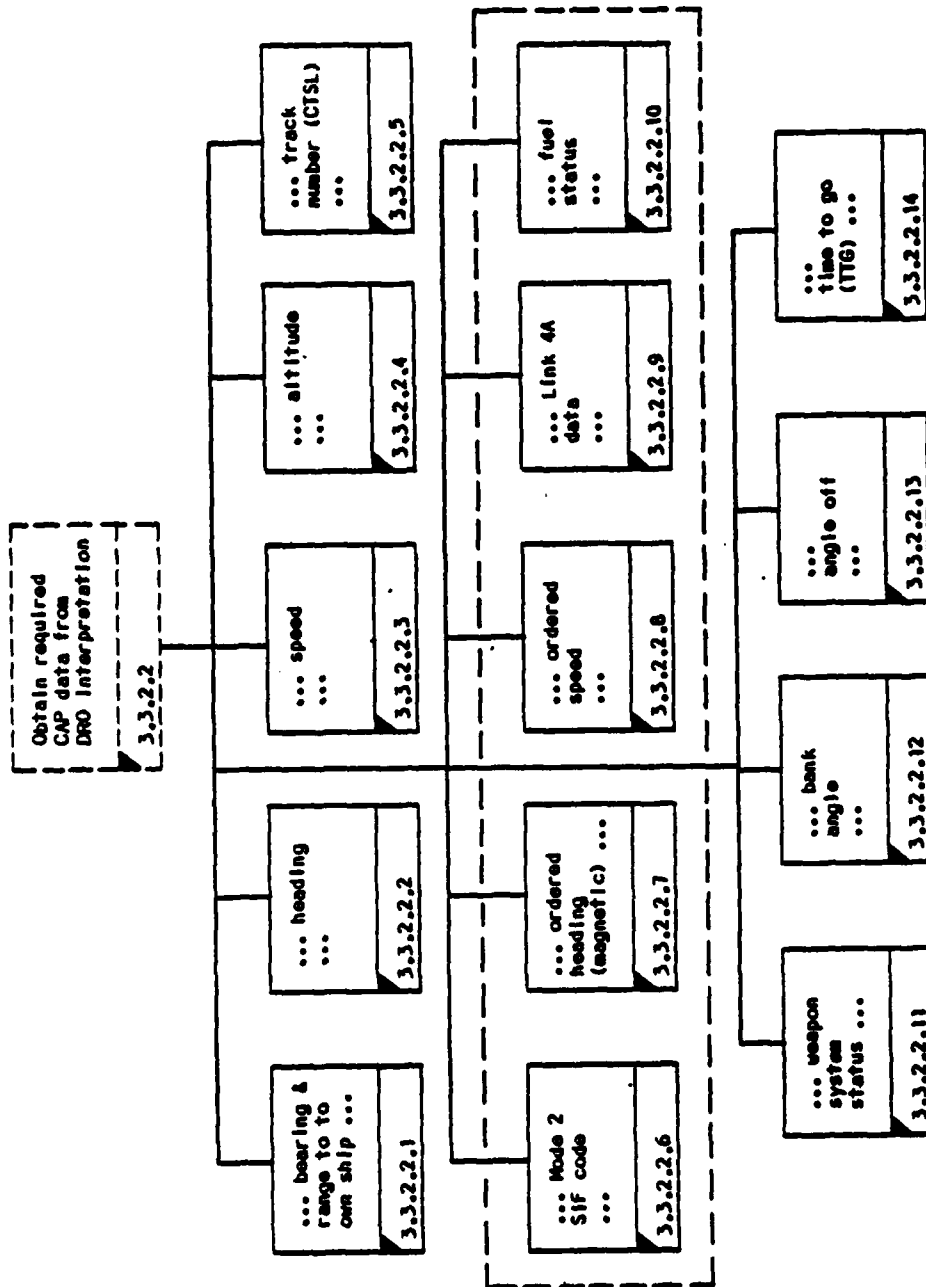 Obtain required
CAP data from
DRO interpretation
3.3.2.2
... bearing &
range to to
own ship ...
3.3.2.2.1
... heading
...
3.3.2.2.2
... speed
...
3.3.2.2.3
... altitude
...
3.3.2.2.4
... track
number (CTSL)
...
3.3.2.2.5
... Mode 2
SIF code
...
3.3.2.2.6
... ordered
heading
(magnetic) ...
3.3.2.2.7
... ordered
speed
...
3.3.2.2.8
... Link 4A
data
...
3.3.2.2.9
... fuel
status
...
3.3.2.2.10
... weapon
system
status ...
3.3.2.2.11
... bank
angle
...
3.3.2.2.12
...
angle off
...
3.3.2.2.13
...
time to go
(TTG) ...
3.3.2.2.14